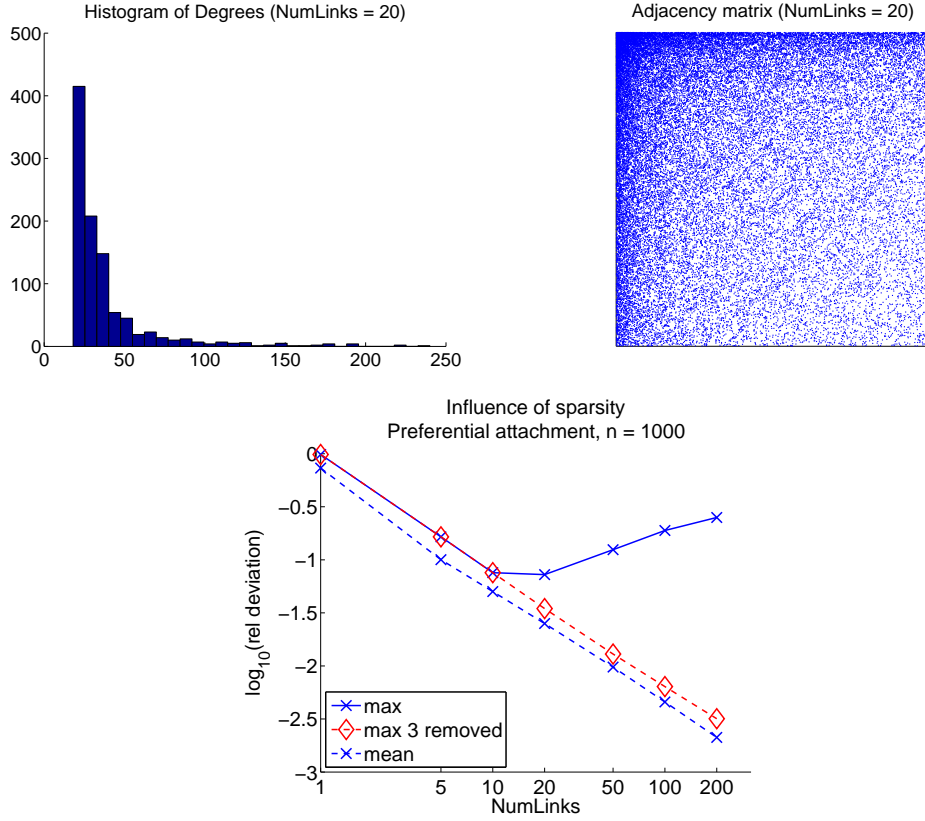 Histogram of Degrees (NumLinks = 20)
500
400
300
200
100
0
0 50 100 150 200 250
Adjacency matrix (NumLinks = 20)
Influence of sparsity
Preferential attachment, n = 1000
0
−0.5
−1
−1.5
−2
−2.5
−3
log10(rel deviation)
max
max 3 removed
mean
1 5 10 20 50 100 200
NumLinks